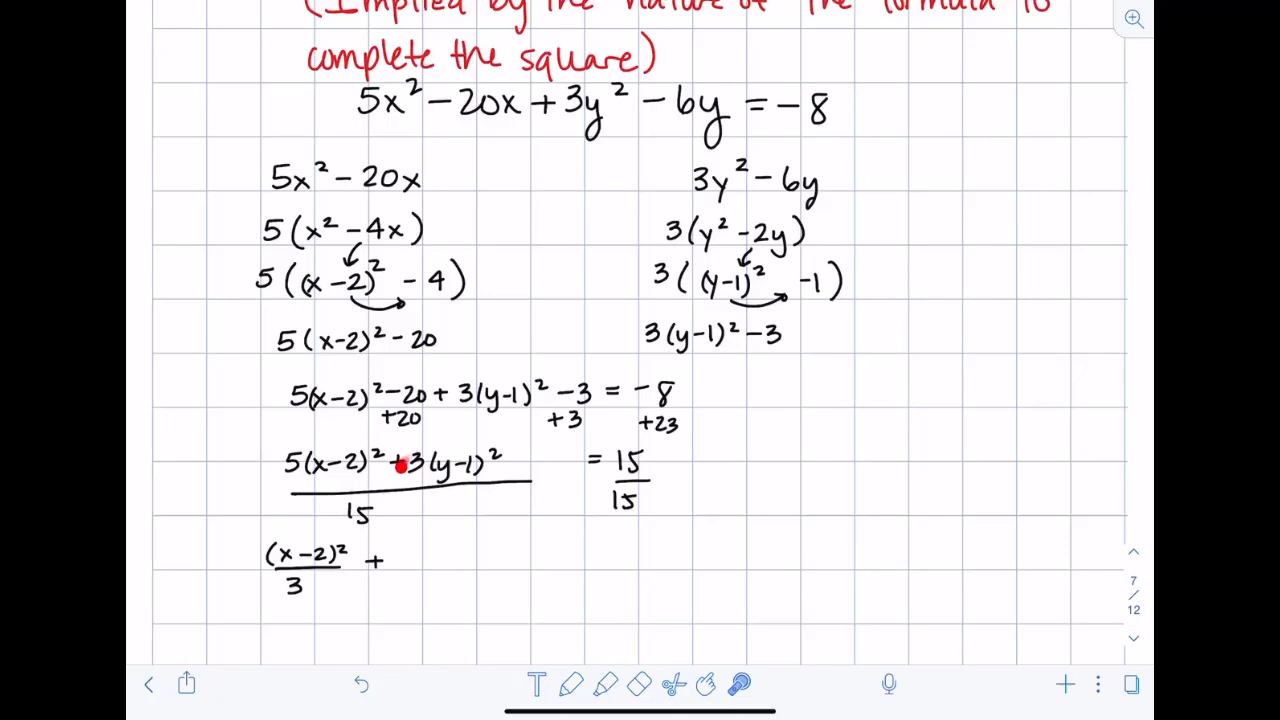 (Implied by the nature of the formula to
complete the square)
5x² - 20x + 3y² - 6y = -8
5x² - 20x
3y² - 6y
5(x² - 4x)
3(y² - 2y)
5((x - 2)² - 4)
3((y-1)² -1)
5(x-2)² - 20
3(y-1)² - 3
5(x-2)² - 20 + 3(y-1)² - 3 = -8
+20 +3 +23
5(x-2)² + 3(y-1)² = 15
15 15
(x-2)² +
3
7
/
12
T